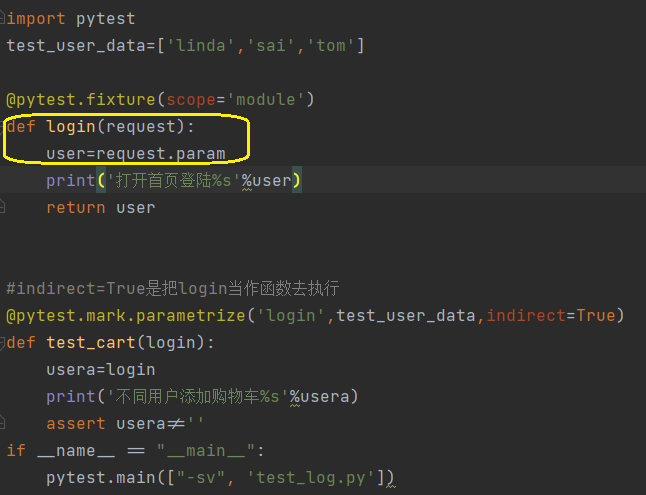 import pytest
test_user_data=['linda','sai','tom']
@pytest.fixture(scope='module')
def login(request):
    user=request.param
    print('打开首页登陆%s'%user)
    return user
#indirect=True是把login当作函数去执行
@pytest.mark.parametrize('login',test_user_data,indirect=True)
def test_cart(login):
    usera=login
    print('不同用户添加购物车%s'%usera)
    assert usera≠''
if __name__ == "__main__":
    pytest.main(["-sv", 'test_log.py'])